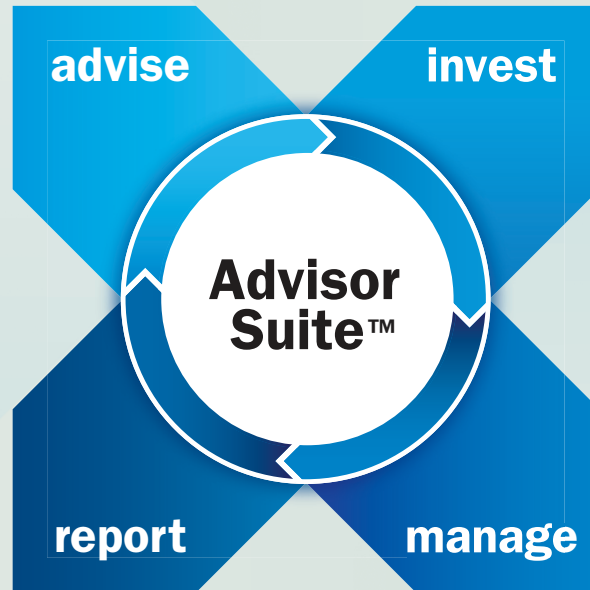 advise
invest
Advisor
Suite™
report
manage